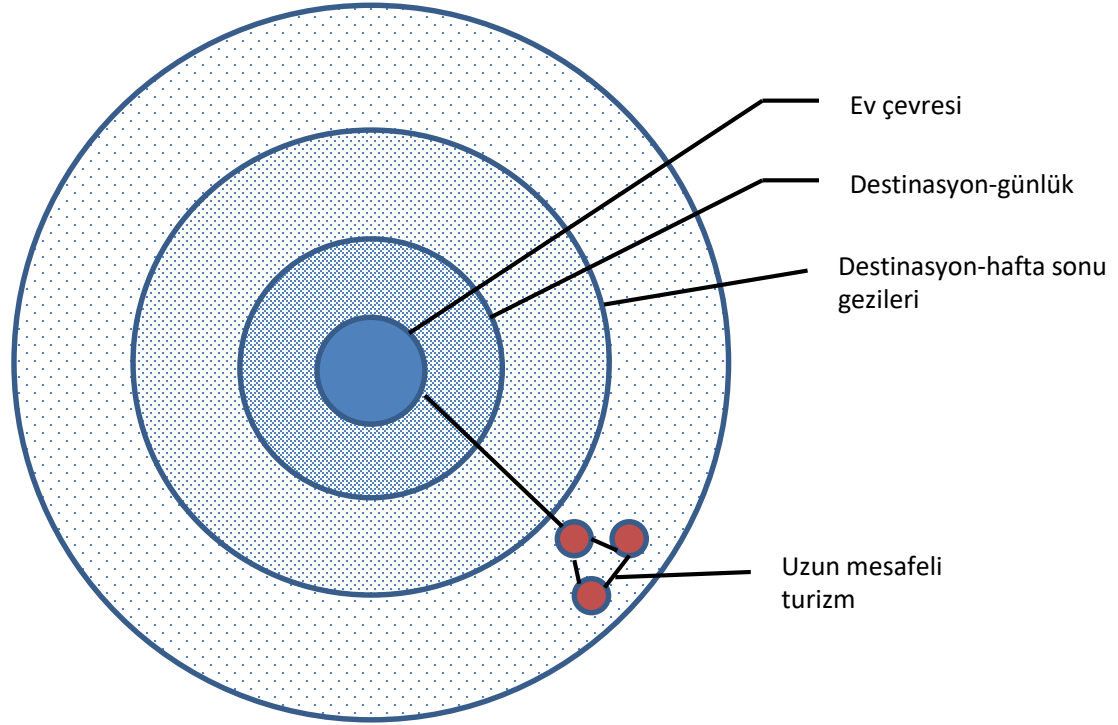 Ev çevresi
Destinasyon-günlük
Destinasyon-hafta sonu
gezileri
Uzun mesafeli
turizm